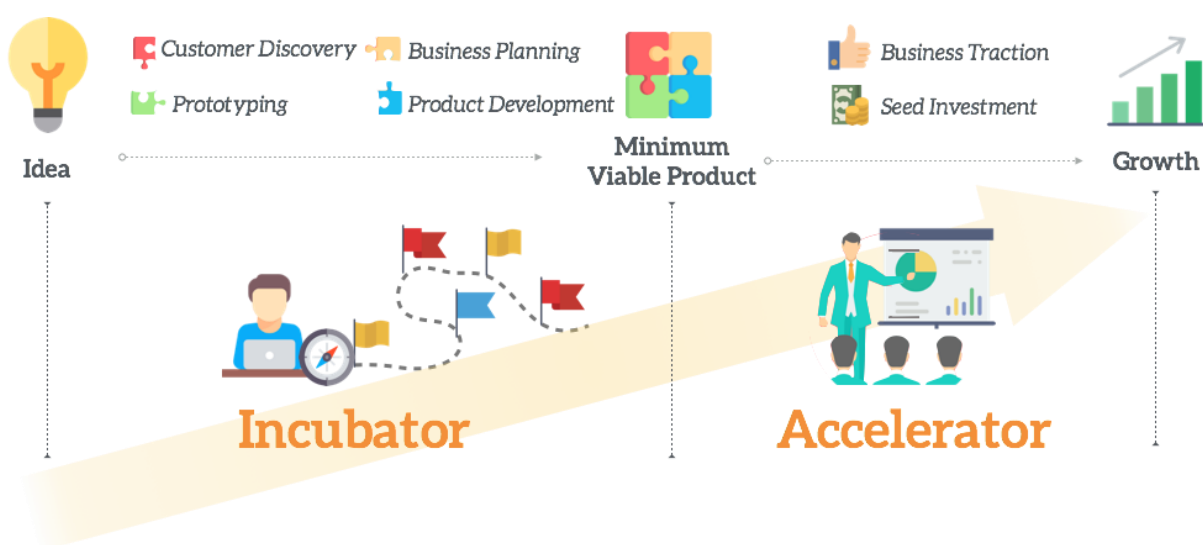 Customer Discovery
Business Planning
Prototyping
Product Development
Business Traction
Seed Investment
Idea
Minimum
Viable Product
Growth
Incubator
Accelerator